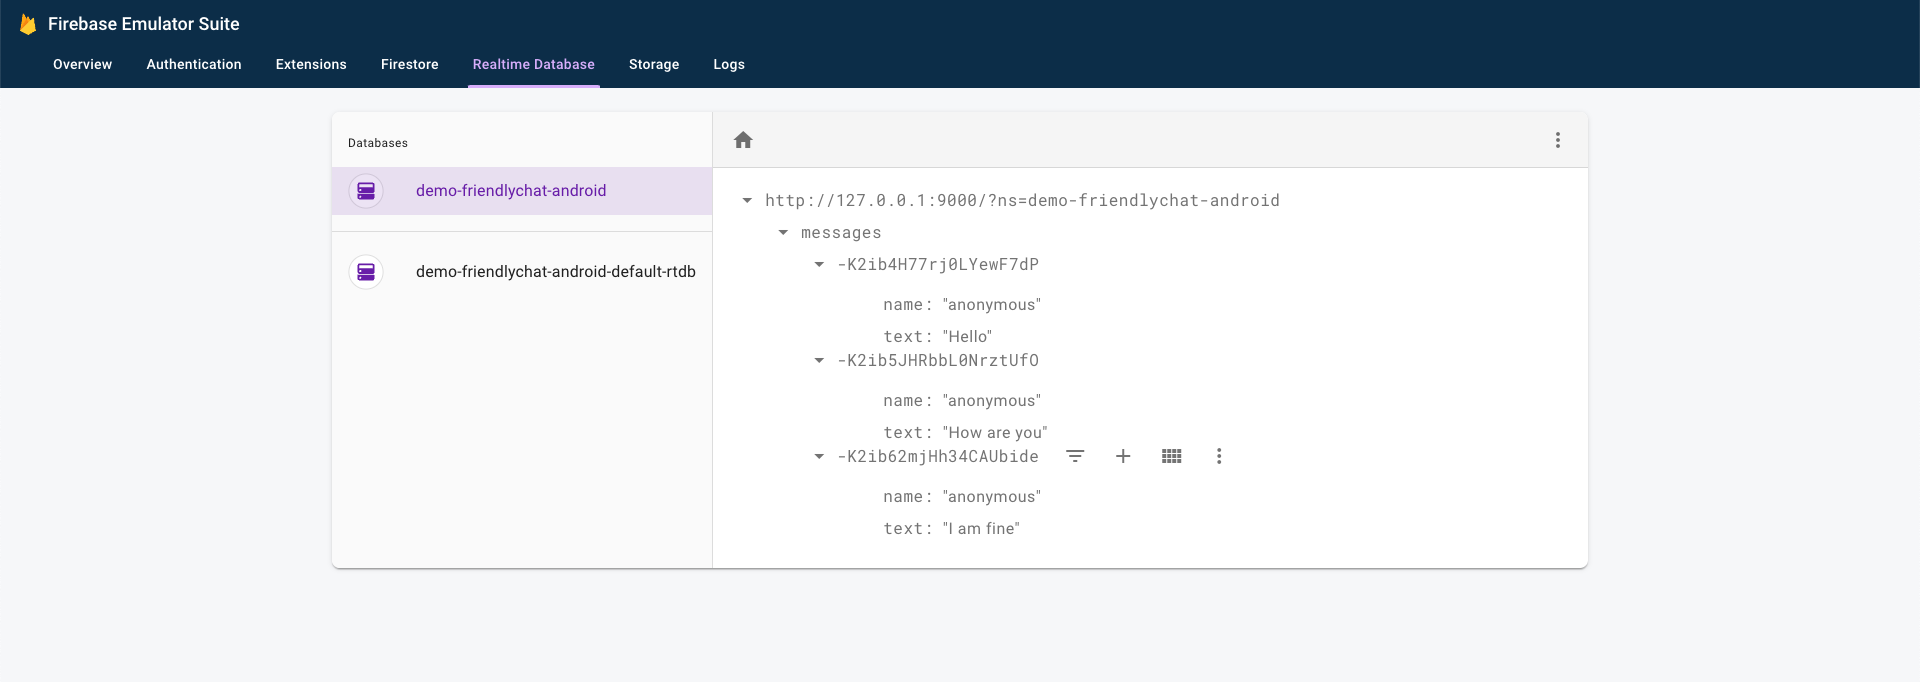 Firebase Emulator Suite
Overview Authentication Extensions Firestore Realtime Database Storage Logs
Databases
demo-friendlychat-android
demo-friendlychat-android-default-rtdb
http://127.0.0.1:9000/?ns=demo-friendlychat-android
messages
-K2ib4H77rj0LYewF7dP
name: "anonymous"
text: "Hello"
-K2ib5JHRbbL0NrztUfO
name: "anonymous"
text: "How are you"
-K2ib62mjHh34CAUbide
name: "anonymous"
text: "I am fine"